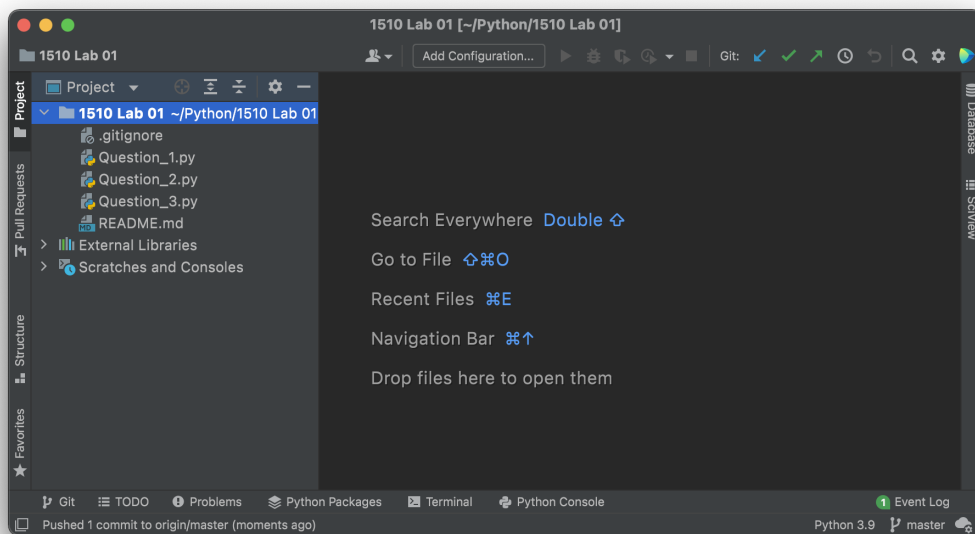 1510 Lab 01 [~/Python/1510 Lab 01]
1510 Lab 01
Add Configuration...
Git:
Project
Pull Requests
Structure
Favorites
Project
1510 Lab 01 ~/Python/1510 Lab 01
.gitignore
Question_1.py
Question_2.py
Question_3.py
MD
README.md
External Libraries
Scratches and Consoles
Search Everywhere Double ⇧
Go to File ⇧⌘O
Recent Files ⌘E
Navigation Bar ⌘↑
Drop files here to open them
Database
SciView
Git TODO Problems Python Packages Terminal Python Console 1 Event Log
Pushed 1 commit to origin/master (moments ago) Python 3.9 master